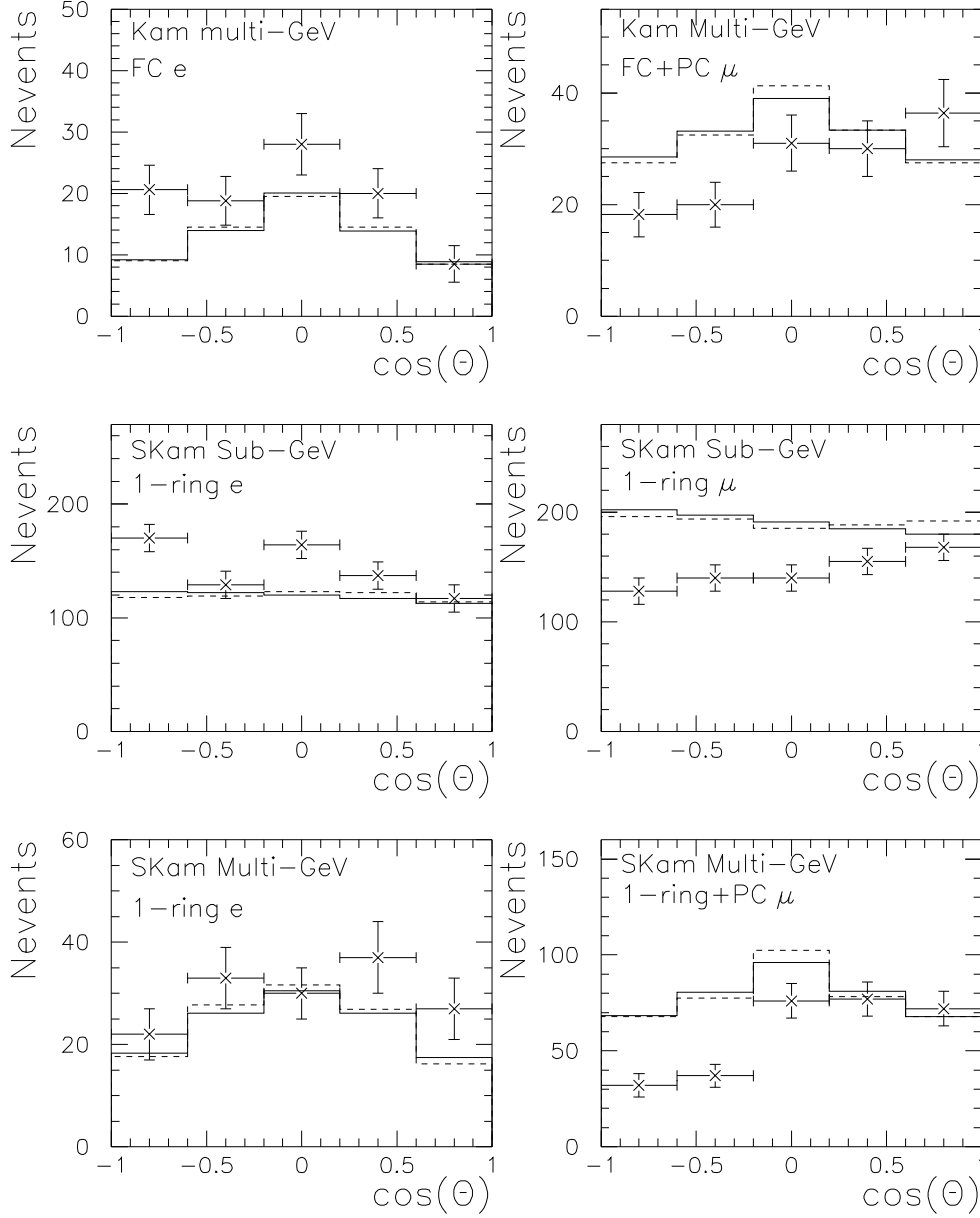 Nevents
50
40
30
20
10
0
Kam multi-GeV
FC e
-1
-0.5
0
0.5
1
cos(Θ)
Nevents
40
20
0
Kam Multi-GeV
FC+PC μ
-1
-0.5
0
0.5
1
cos(Θ)
Nevents
200
100
0
SKam Sub-GeV
1-ring e
-1
-0.5
0
0.5
1
cos(Θ)
Nevents
200
100
0
SKam Sub-GeV
1-ring μ
-1
-0.5
0
0.5
1
cos(Θ)
Nevents
60
40
20
0
SKam Multi-GeV
1-ring e
-1
-0.5
0
0.5
1
cos(Θ)
Nevents
150
100
50
0
SKam Multi-GeV
1-ring+PC μ
-1
-0.5
0
0.5
1
cos(Θ)